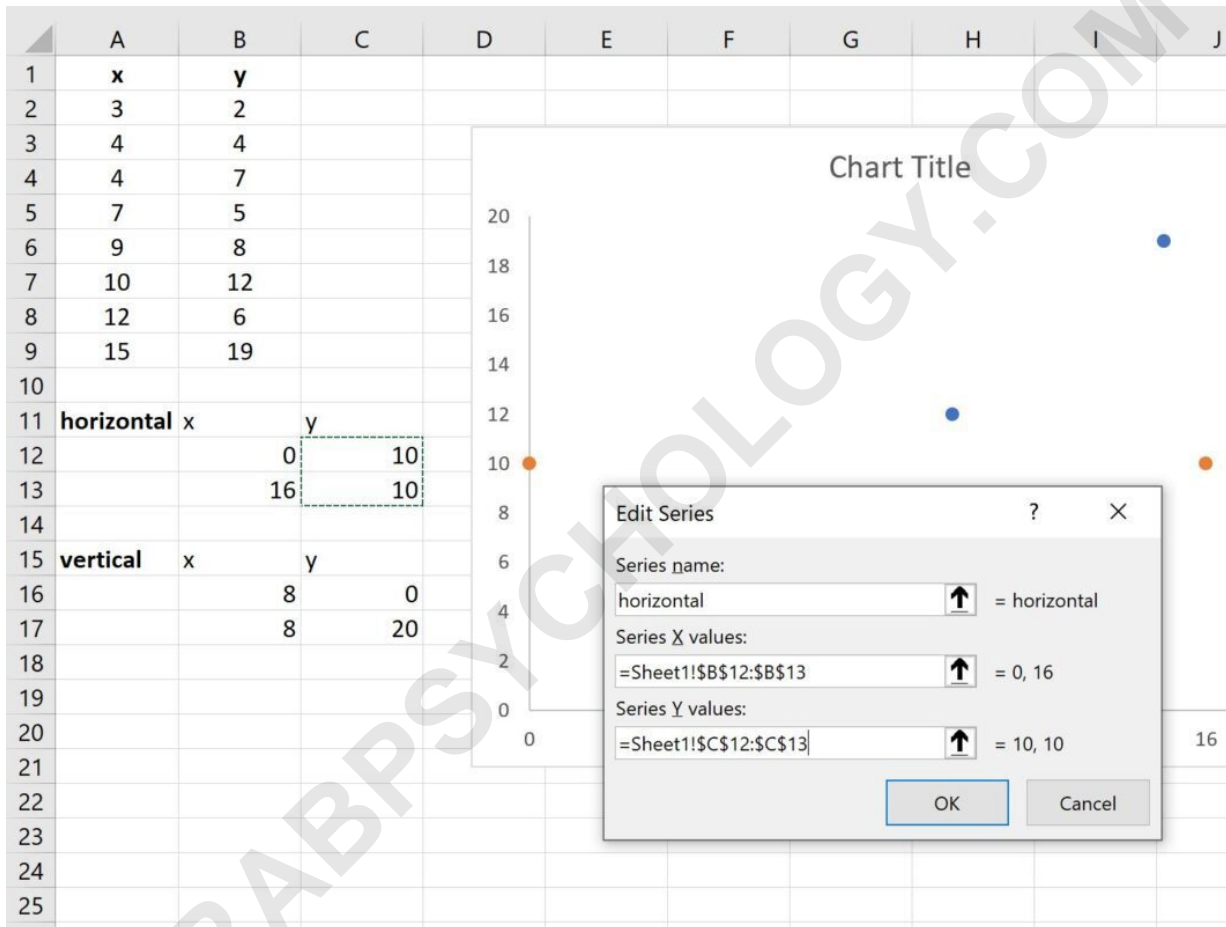 A B C D E F G H I J
1 x y
2 3 2
3 4 4
4 4 7
5 7 5
6 9 8
7 10 12
8 12 6
9 15 19
10
11 horizontal x y
12 0 10
13 16 10
14
15 vertical x y
16 8 0
17 8 20
18
19
20
21
22
23
24
25
Chart Title
20
18
16
14
12
10
8
6
4
2
0
0 16
Edit Series ? ×
Series name:
horizontal = horizontal
Series X values:
=Sheet1!$B$12:$B$13 = 0, 16
Series Y values:
=Sheet1!$C$12:$C$13 = 10, 10
OK Cancel
RABPSYCHOLOGY.COM